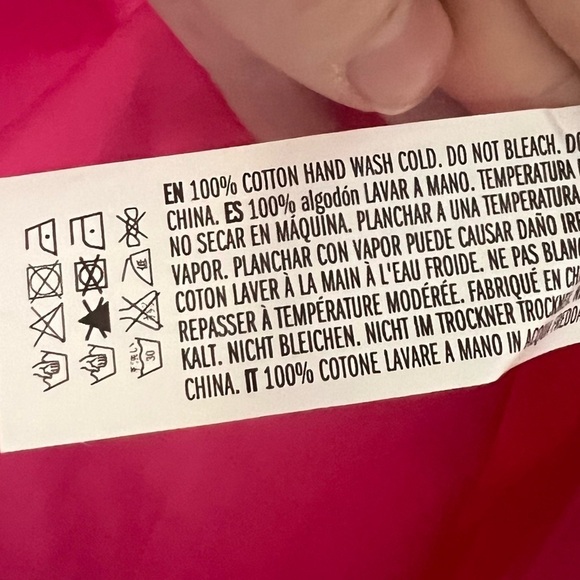 EN 100% COTTON HAND WASH COLD. DO NOT BLEACH.
CHINA. ES 100% algodón LAVAR A MANO. TEMPERATURA
NO SECAR EN MÁQUINA. PLANCHAR A UNA TEMPERATURA
VAPOR. PLANCHAR CON VAPOR PUEDE CAUSAR DAÑO
COTON LAVER À LA MAIN À L'EAU FROIDE. NE PAS
REPASSER À TEMPÉRATURE MODÉRÉE. FABRIQUÉ EN
KALT. NICHT BLEICHEN. NICHT IM TROCKNER
CHINA. IT 100% COTONE LAVARE A MANO IN
30